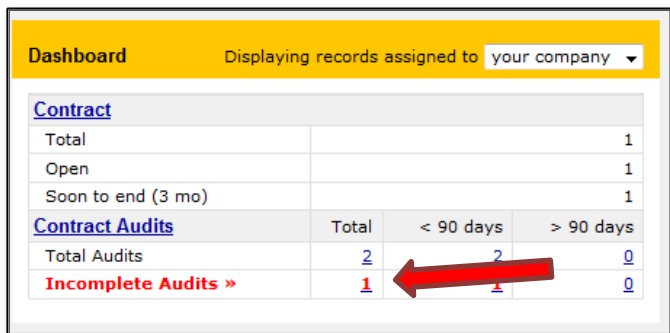 Dashboard Displaying records assigned to your company
Contract
Total 1
Open 1
Soon to end (3 mo) 1
Contract Audits Total < 90 days > 90 days
Total Audits 2 2 0
Incomplete Audits » 1 1 0